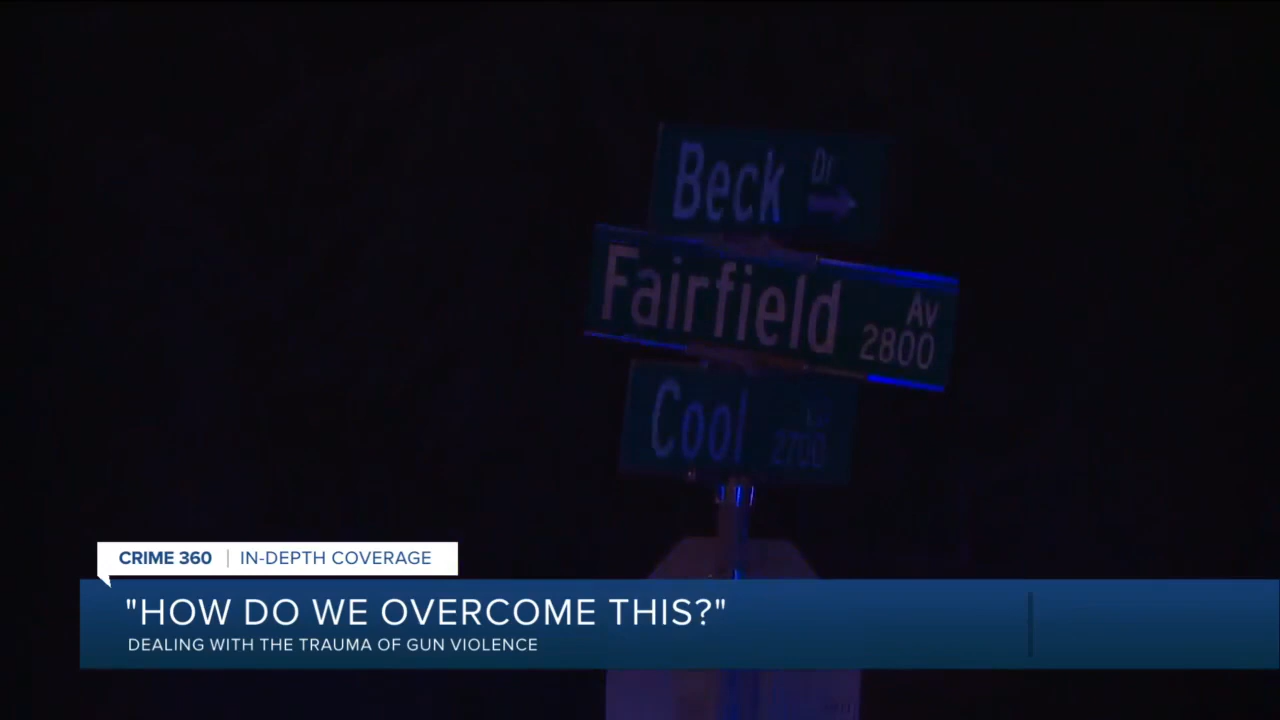 Beck Dr
Fairfield Av
2800
Cool
2700
CRIME 360 | IN-DEPTH COVERAGE
"HOW DO WE OVERCOME THIS?"
DEALING WITH THE TRAUMA OF GUN VIOLENCE